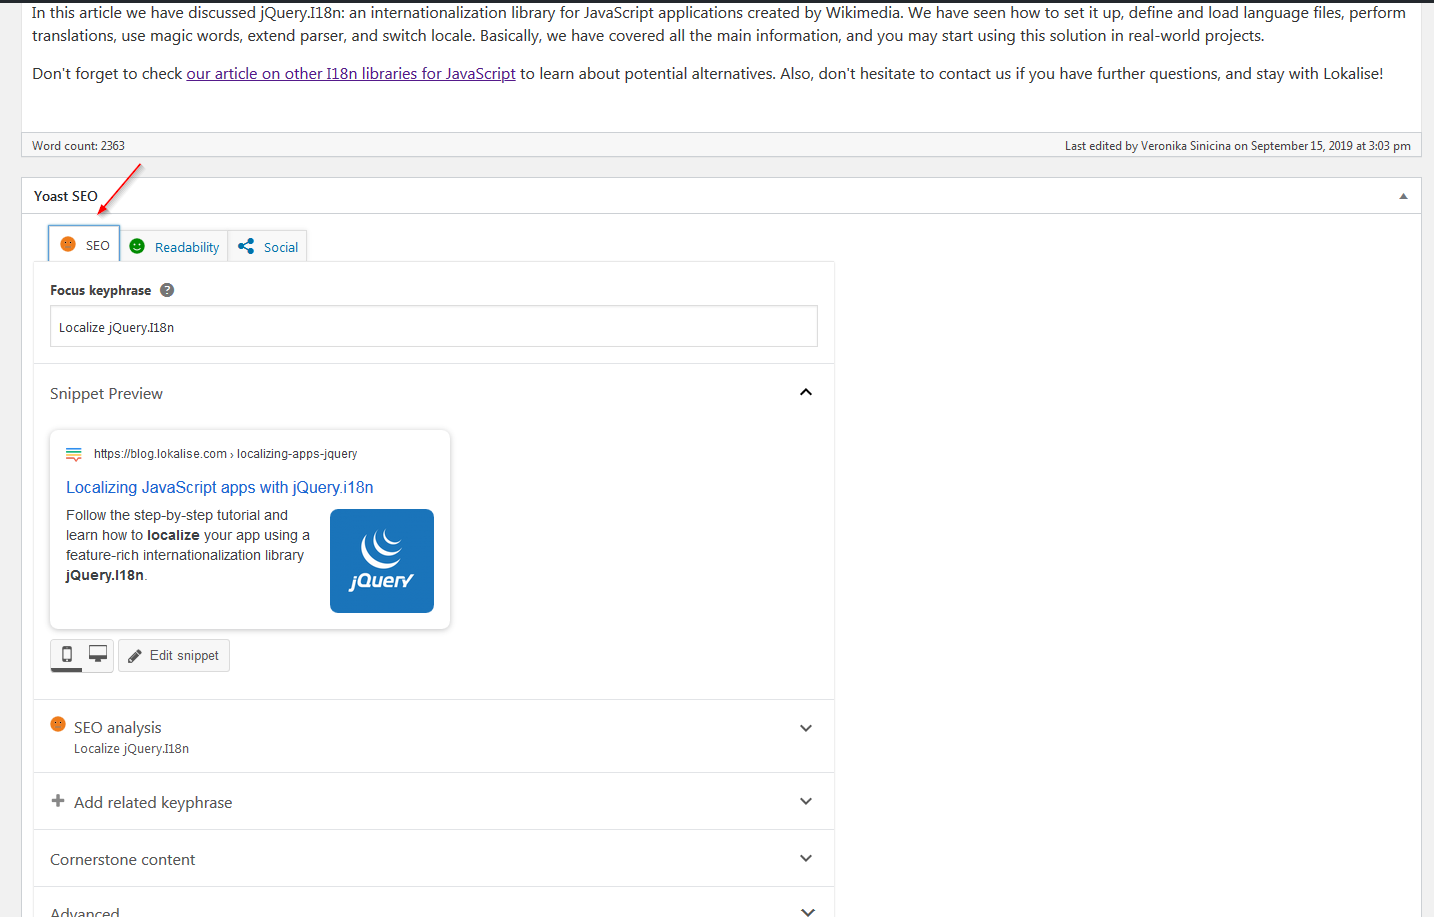 In this article we have discussed jQuery.I18n: an internationalization library for JavaScript applications created by Wikimedia. We have seen how to set it up, define and load language files, perform
translations, use magic words, extend parser, and switch locale. Basically, we have covered all the main information, and you may start using this solution in real-world projects.
Don't forget to check our article on other I18n libraries for JavaScript to learn about potential alternatives. Also, don't hesitate to contact us if you have further questions, and stay with Lokalise!
Word count: 2363
Last edited by Veronika Sinicina on September 15, 2019 at 3:03 pm
Yoast SEO
SEO
Readability
Social
Focus keyphrase
Localize jQuery.I18n
Snippet Preview
https://blog.lokalise.com › localizing-apps-jquery
Localizing JavaScript apps with jQuery.i18n
Follow the step-by-step tutorial and
learn how to localize your app using a
feature-rich internationalization library
jQuery.I18n.
jQuery
Edit snippet
SEO analysis
Localize jQuery.I18n
Add related keyphrase
Cornerstone content
Advanced